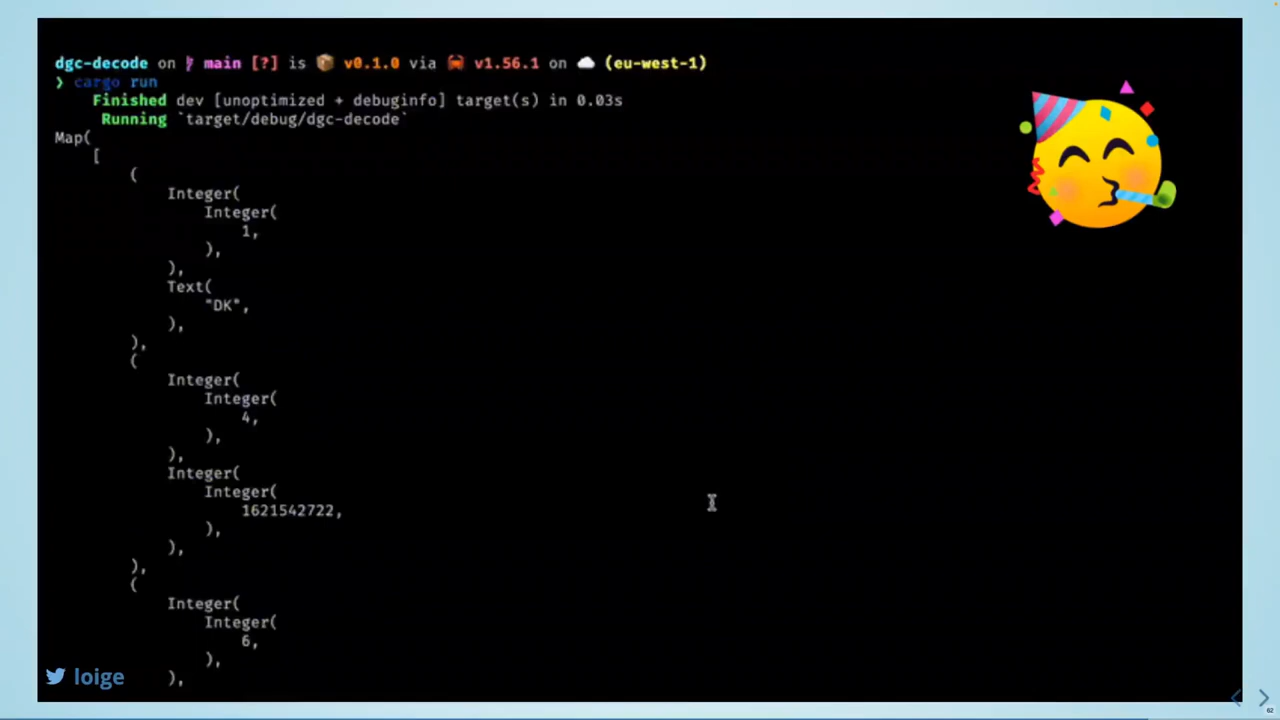 dgc-decode on main [?] is 📦 v0.1.0 via 🦀 v1.56.1 on ☁️ (eu-west-1)
❯ cargo run
Finished dev [unoptimized + debuginfo] target(s) in 0.03s
Running `target/debug/dgc-decode`
Map(
[
(
Integer(
Integer(
1,
),
),
Text(
"DK",
),
),
(
Integer(
Integer(
4,
),
),
Integer(
Integer(
1621542722,
),
),
),
(
Integer(
Integer(
6,
),
),
loige
62